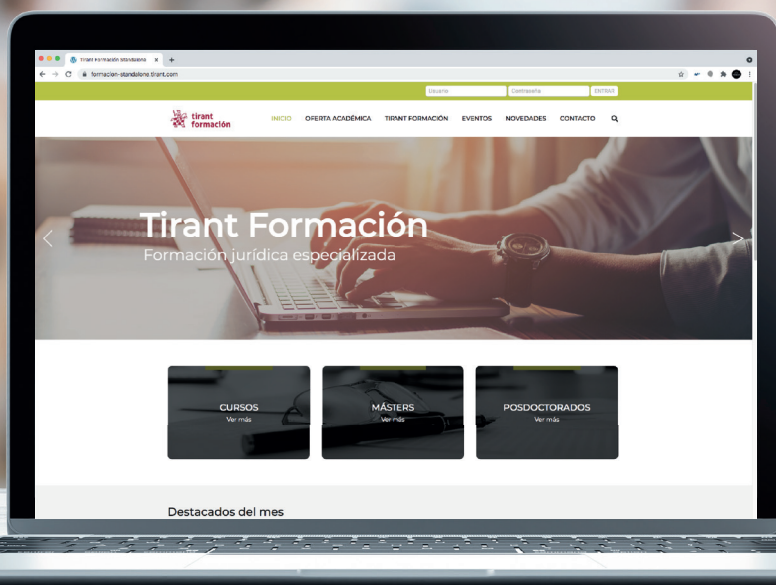 Tirant Formación Standalone
formacion-standalone.tirant.com
Usuario
Contraseña
ENTRAR
tirant
formación
INICIO OFERTA ACADÉMICA TIRANT FORMACIÓN EVENTOS NOVEDADES CONTACTO
Tirant Formación
Formación jurídica especializada
CURSOS
Ver más
MÁSTERS
Ver más
POSDOCTORADOS
Ver más
Destacados del mes